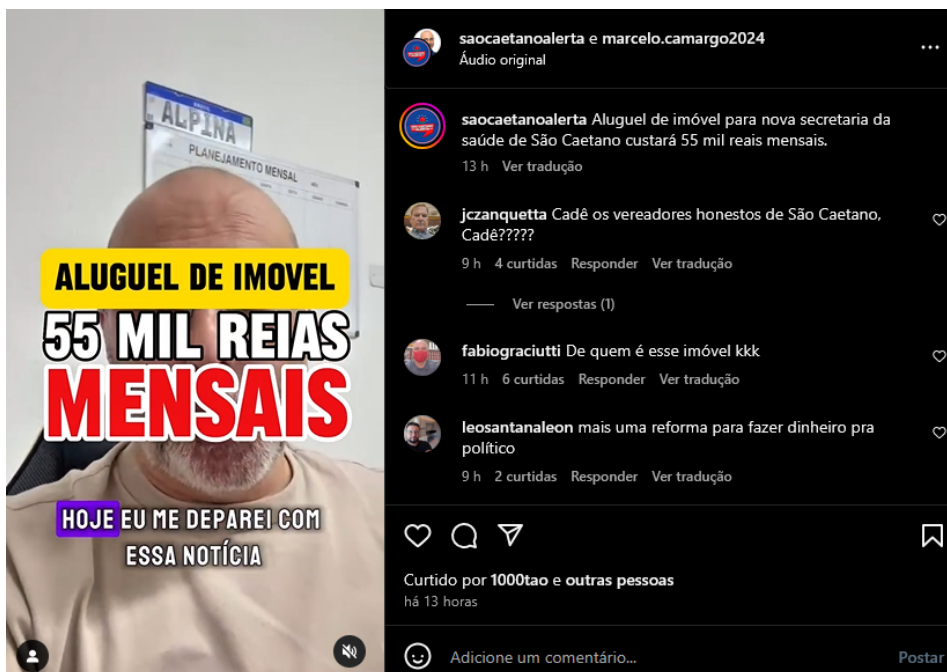 ALPINA
PLANEJAMENTO MENSAL
ALUGUEL DE IMOVEL
55 MIL REIAS
MENSAIS
HOJE EU ME DEPAREI COM
ESSA NOTÍCIA
saocaetanoalerta e marcelo.camargo2024
Áudio original
saocaetanoalerta Aluguel de imóvel para nova secretaria da
saúde de São Caetano custará 55 mil reais mensais.
13 h Ver tradução
jczanquetta Cadê os vereadores honestos de São Caetano,
Cadê?????
9 h 4 curtidas Responder Ver tradução
Ver respostas (1)
fabiograciutti De quem é esse imóvel kkk
11 h 6 curtidas Responder Ver tradução
leosantanaleon mais uma reforma para fazer dinheiro pra
político
9 h 2 curtidas Responder Ver tradução
Curtido por 1000tao e outras pessoas
há 13 horas
Adicione um comentário...
Postar